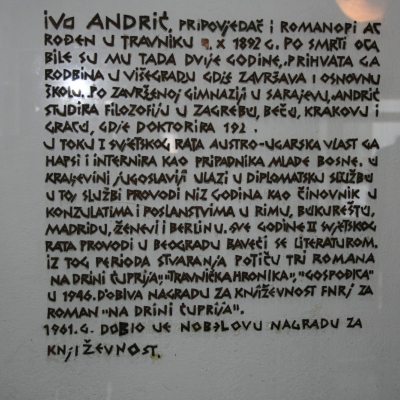 ivo ANDRIĆ, PRIPOVJEDAČ i ROMANOPI AC
ROĐEN U TRAVNIKU 9. X 1892 G. PO SMRTI OCA
BILE SU MU TADA DVIJE GODINE, PRIHVATA GA
RODBINA U VIŠEGRADU GDJE ZAVRŠAVA I OSNOVNU
ŠKOLU. PO ZAVRŠENOJ GIMNAZIJI U SARAJEVU, ANDRIĆ
STUDIRA FILOZOFIJU U ZAGREBU, BEČU, KRAKOVU I
GRACU, GDJE DOKTORIRA 192 .
U TOKU I SVJETSKOG RATA AUSTRO-UGARSKA VLAST GA
HAPSI I INTERNIRA KAO PRIPADNIKA MLADE BOSNE. U
KRALJEVINI JUGOSLAVIJI ULAZI U DIPLOMATSKU SLUŽBU
U TOJ SLUŽBI PROVODI NIZ GODINA KAO ČINOVNIK U
KONZULATIMA I POSLANSTVIMA U RIMU, BUKUREŠTU,
MADRIDU, ŽENEVI I BERLINU. SVE GODINE II SVJETSKOG
RATA PROVODI U BEOGRADU BAVEĆI SE LITERATUROM.
IZ TOG PERIODA STVARANJA POTIČU TRI ROMANA
NA DRINI ĆUPRIJA", "TRAVNIČKA HRONIKA", "GOSPOĐICA"
U 1946. DOBIVA NAGRADU ZA KNJIŽEVNOST FNRJ ZA
ROMAN "NA DRINI ĆUPRIJA".
1961. G. DOBIO JE NOBELOVU NAGRADU ZA
KNJIŽEVNOST.